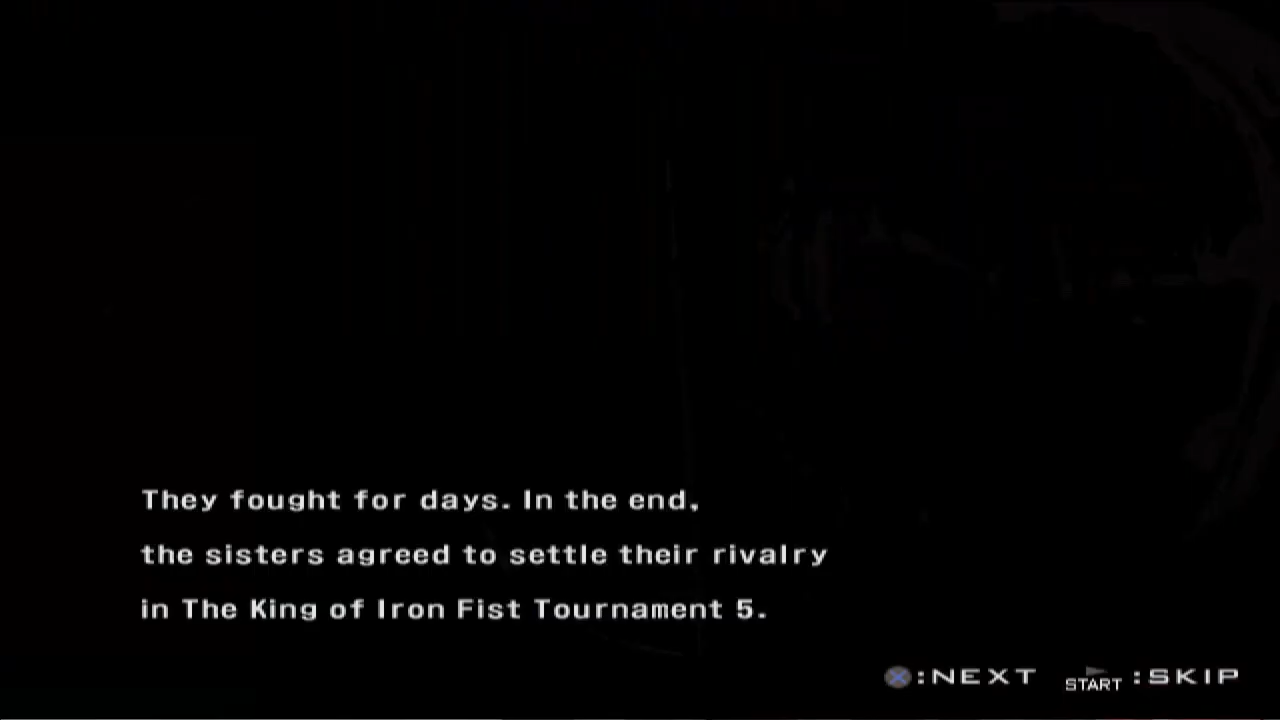 They fought for days. In the end,
the sisters agreed to settle their rivalry
in The King of Iron Fist Tournament 5.
:NEXT START :SKIP